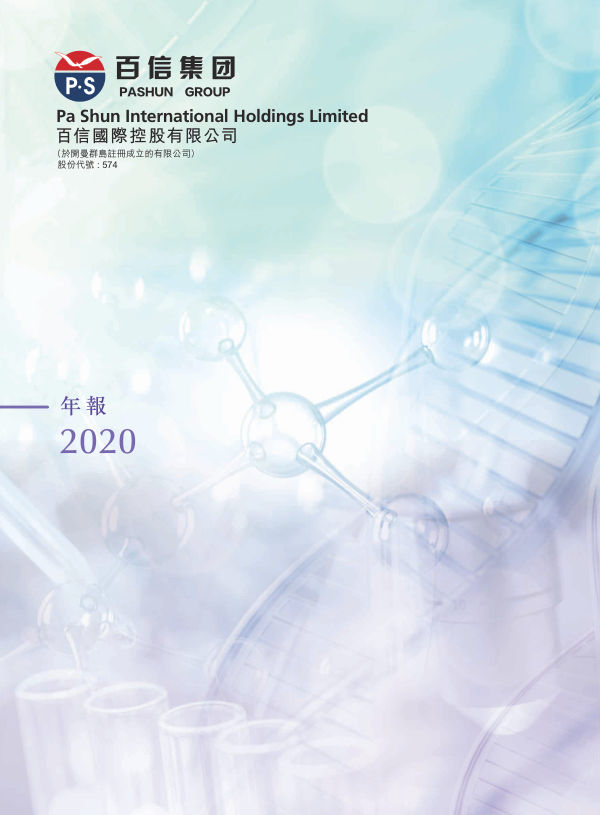 P·S
百信集团
PASHUN GROUP
Pa Shun International Holdings Limited
百信國際控股有限公司
（於開曼群島註冊成立的有限公司）
股份代號 : 574
年報
2020
10